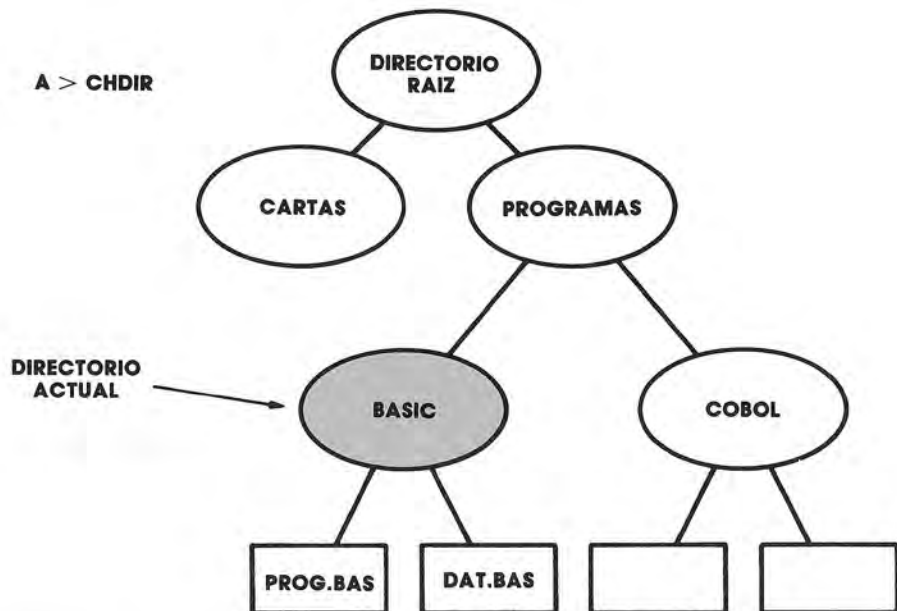 DIRECTORIO
RAIZ
A > CHDIR
CARTAS
PROGRAMAS
DIRECTORIO
ACTUAL
BASIC
COBOL
PROG.BAS
DAT.BAS